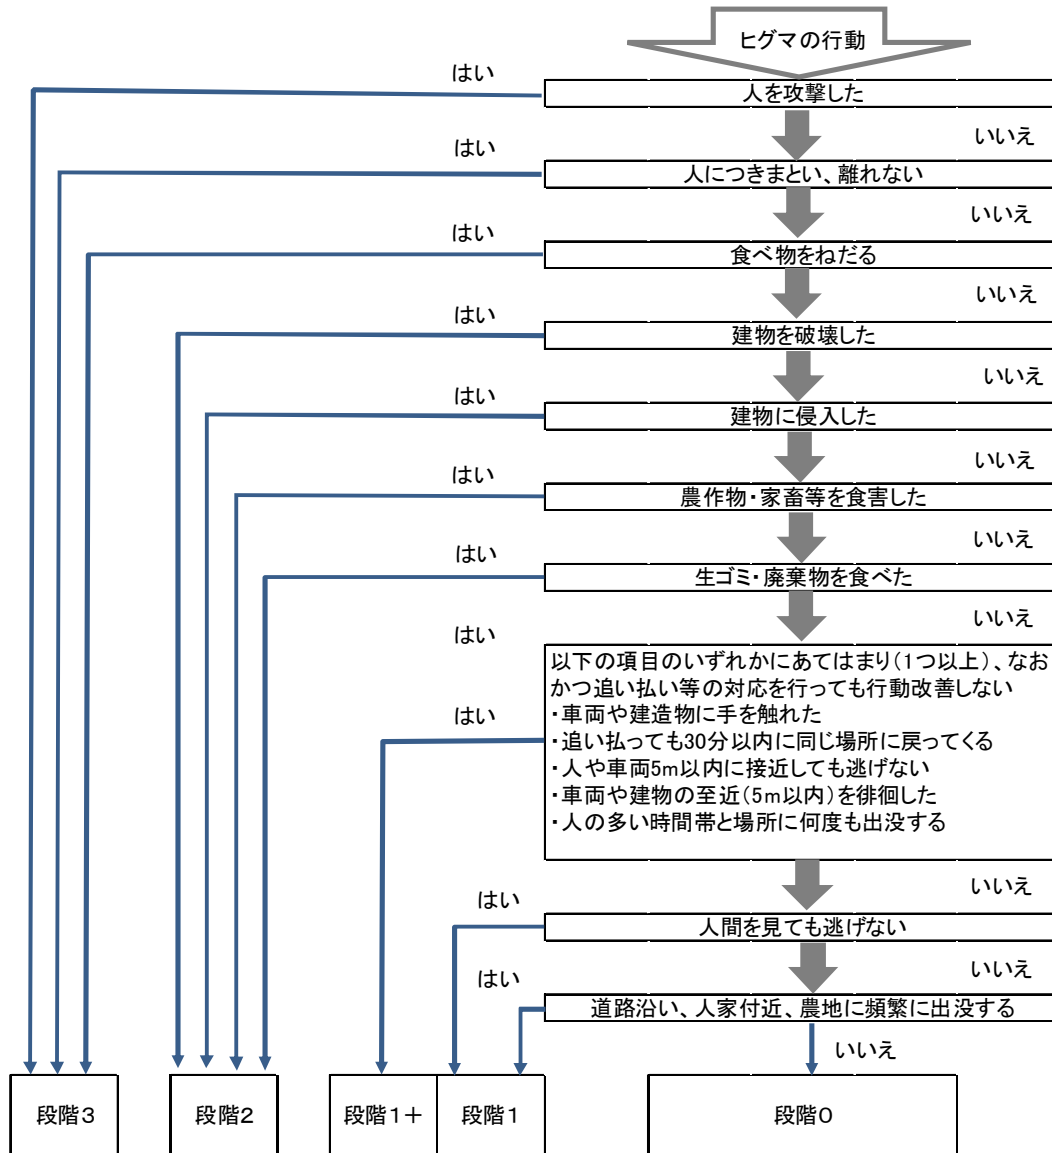 ヒグマの行動
はい
人を攻撃した
いいえ
はい
人につきまとい、離れない
いいえ
はい
食べ物をねだる
いいえ
はい
建物を破壊した
いいえ
はい
建物に侵入した
いいえ
はい
農作物・家畜等を食害した
いいえ
はい
生ゴミ・廃棄物を食べた
いいえ
はい
以下の項目のいずれかにあてはまり(1つ以上)、なお
かつ追い払い等の対応を行っても行動改善しない
・車両や建造物に手を触れた
はい
・追い払っても30分以内に同じ場所に戻ってくる
・人や車両5m以内に接近しても逃げない
・車両や建物の至近(5m以内)を徘徊した
・人の多い時間帯と場所に何度も出没する
いいえ
はい
人間を見ても逃げない
いいえ
はい
道路沿い、人家付近、農地に頻繁に出没する
いいえ
段階3
段階2
段階1+
段階1
段階0